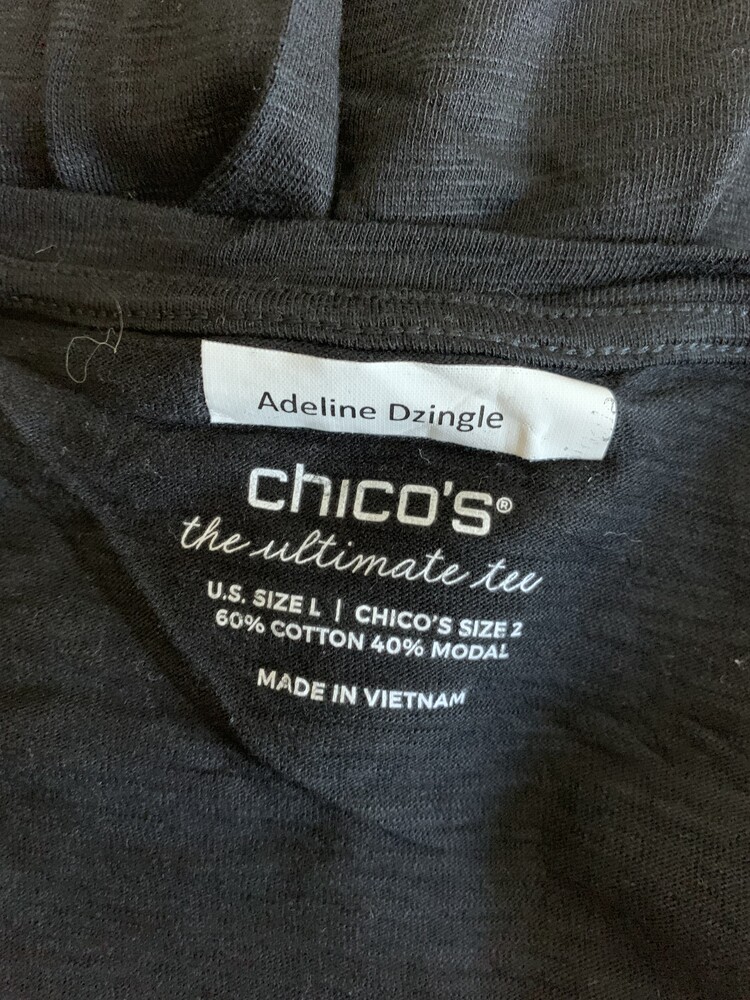 Adeline Dzingle
chico's®
the ultimate tee
U.S. SIZE L | CHICO'S SIZE 2
60% COTTON 40% MODAL
MADE IN VIETNAM